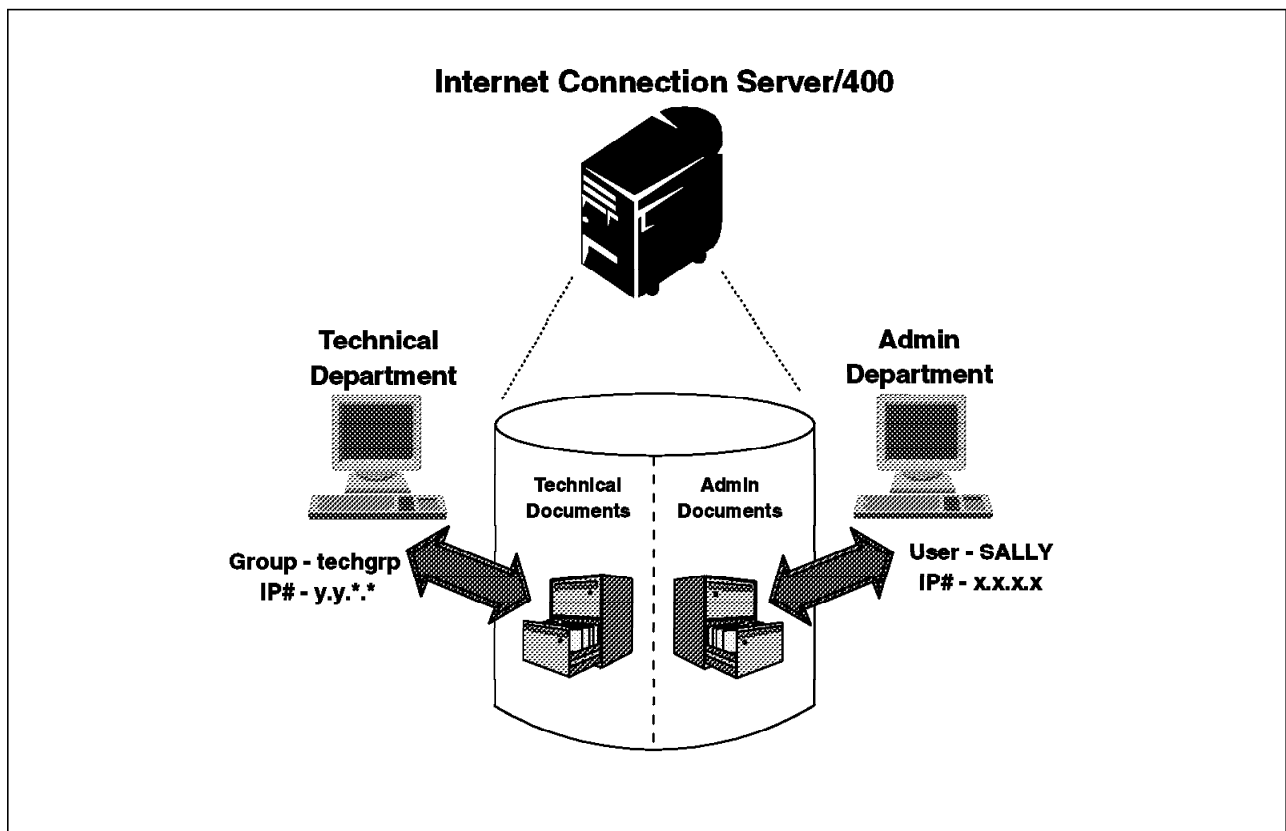 Internet Connection Server/400
Technical
Department
Admin
Department
Technical
Documents
Admin
Documents
Group - techgrp
IP# - y.y.*.*
User - SALLY
IP# - x.x.x.x